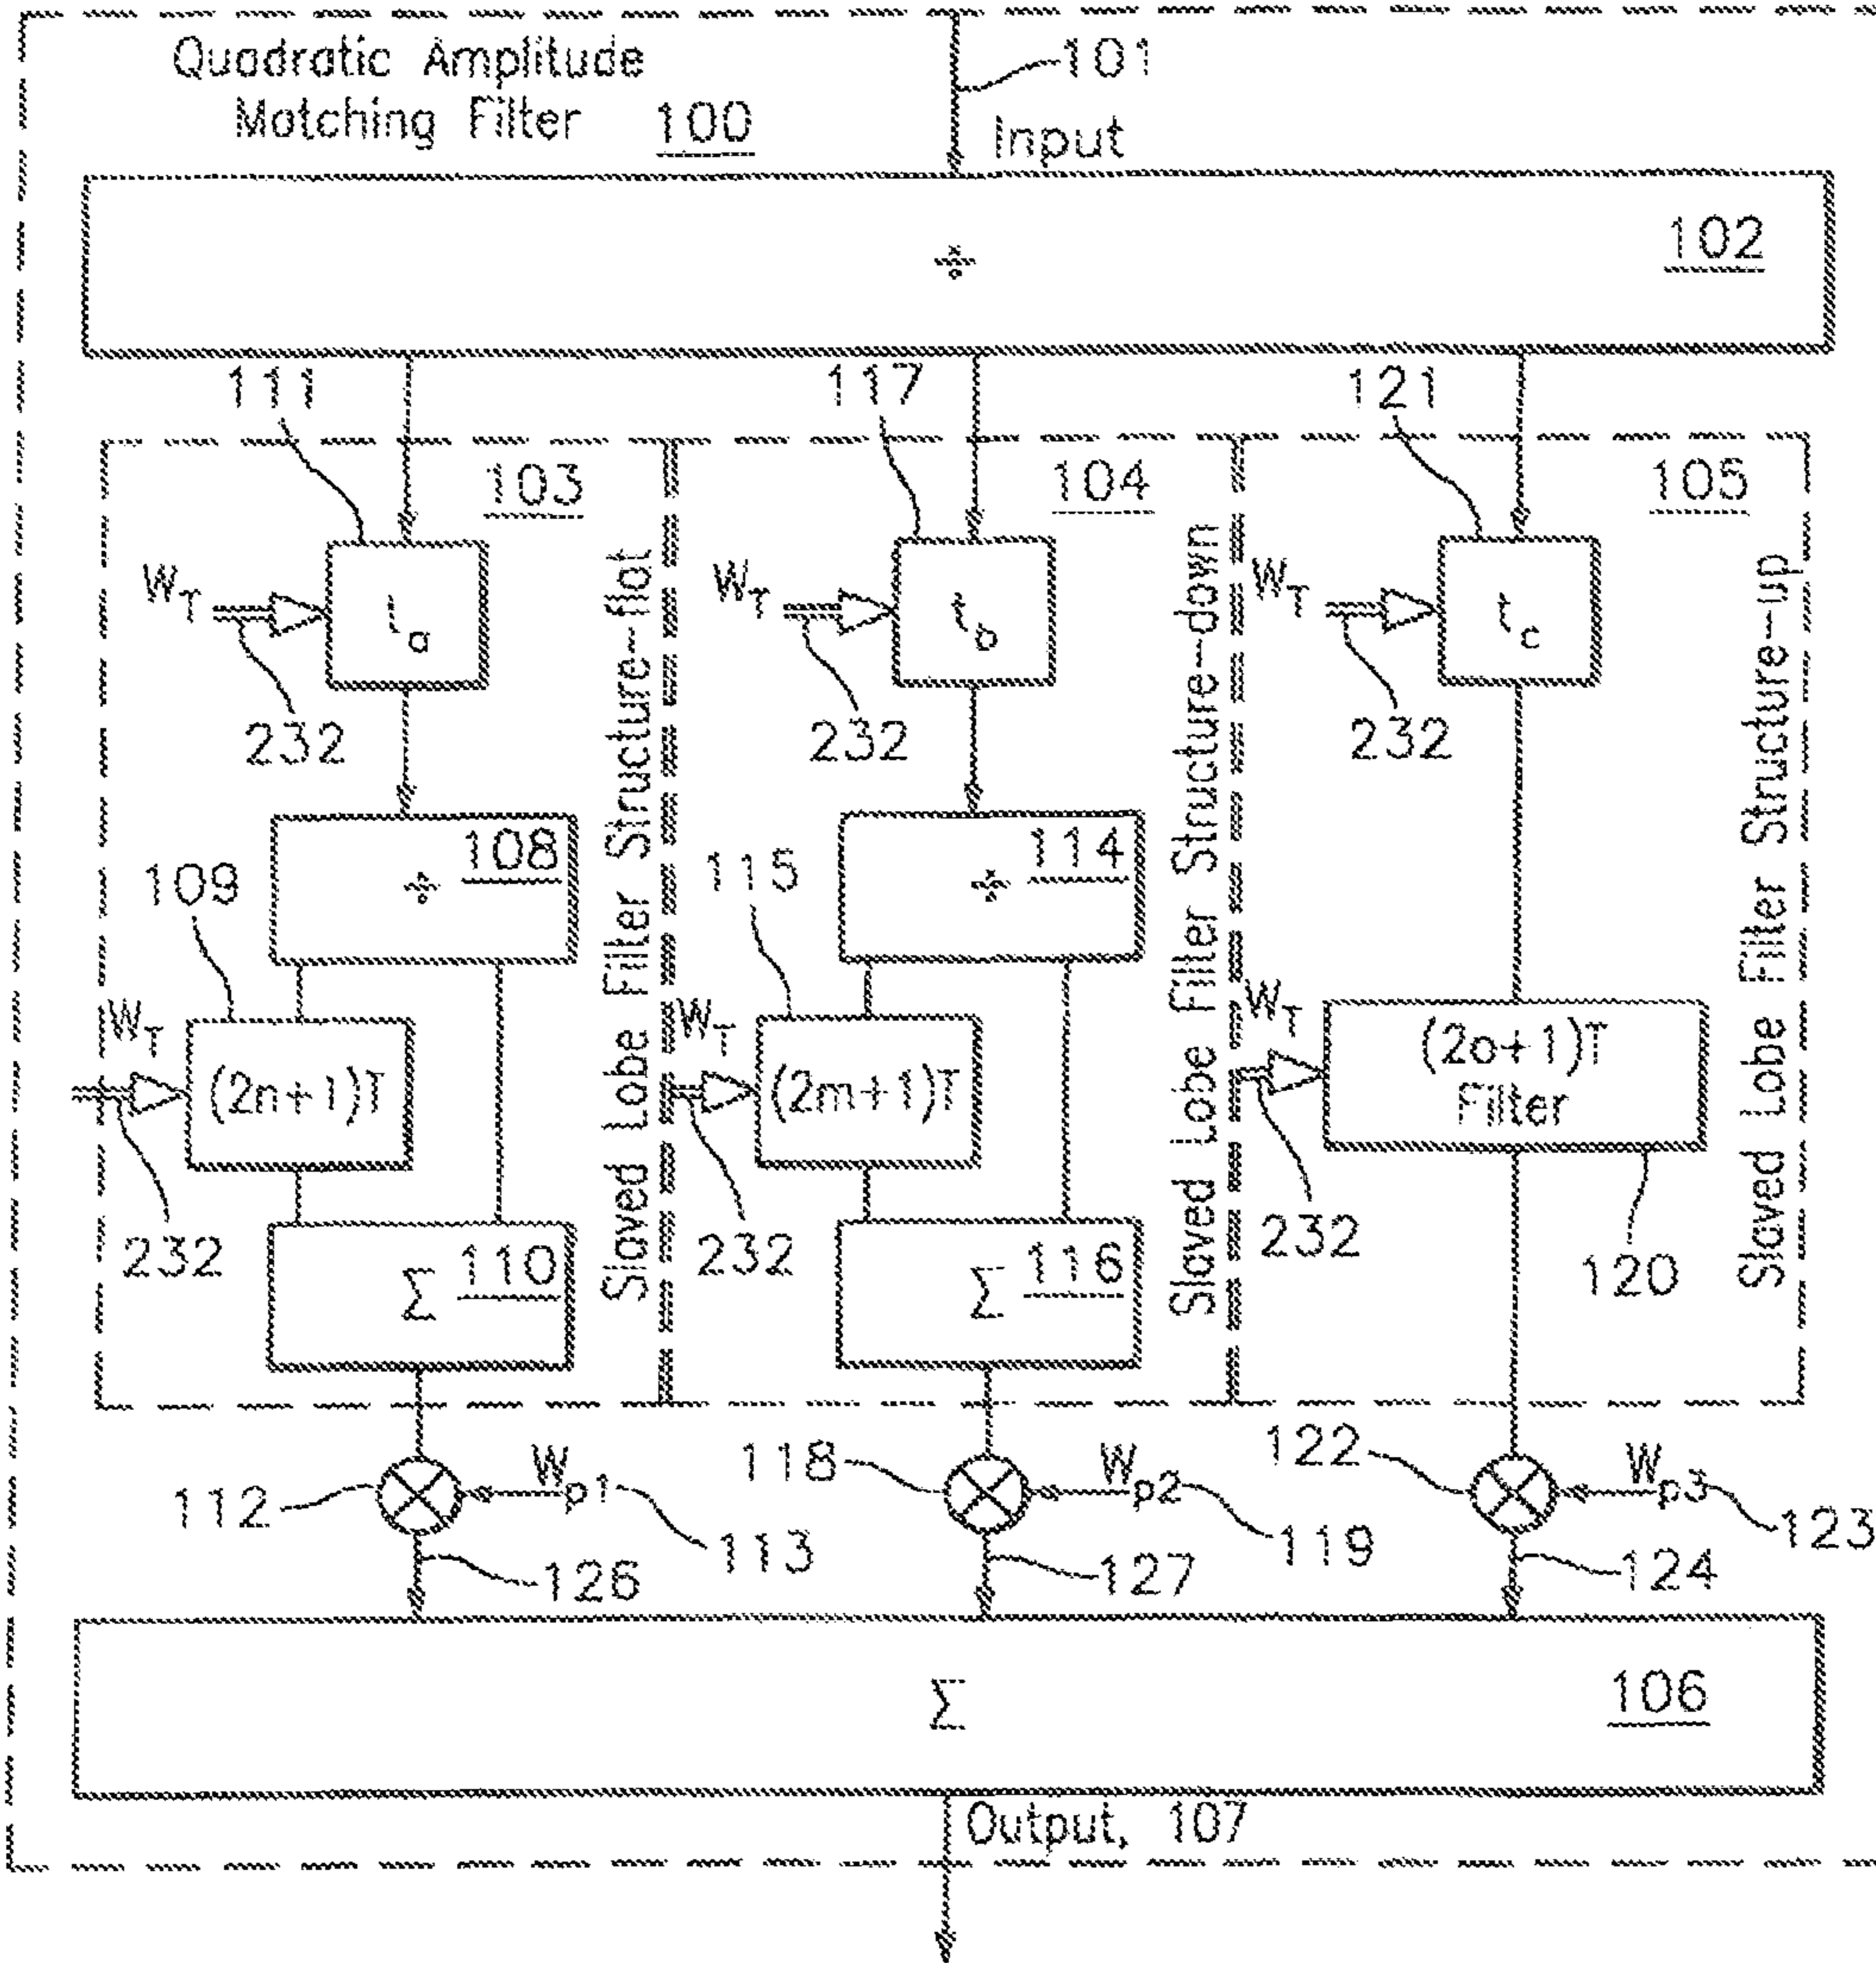 Quadratic Amplitude
Matching Filter 100
101
Input
÷ 102
111 117 121
103 104 105
W_T t_a W_T t_b W_T t_c
232 232 232
Slaved Lobe Filter Structure-flat
Slaved Lobe Filter Structure-down
Slaved Lobe Filter Structure-up
÷ 108 ÷ 114
109 115
W_T (2n+1)T W_T (2m+1)T W_T (2o+1)T
Filter
232 232 232
Σ 110 Σ 116 120
112 W_p1 113 118 W_p2 119 122 W_p3 123
126 127 124
Σ 106
Output, 107